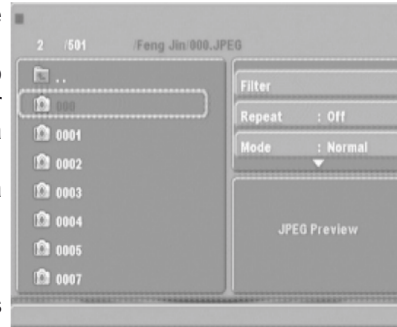 2 /501 /Feng Jin/000.JPEG
..
000
0001
0002
0003
0004
0005
0007
Filter
Repeat : Off
Mode : Normal
JPEG Preview